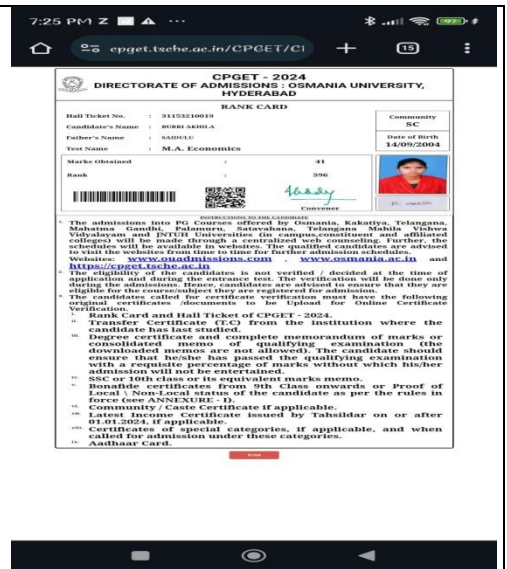 7:25 PM Z
97
cpget.tsche.ac.in/CPGET/C1
15
CPGET - 2024
DIRECTORATE OF ADMISSIONS : OSMANIA UNIVERSITY,
HYDERABAD
RANK CARD
Hall Ticket No. : 31153210019
Candidate's Name : BURRI AKHILA
Father's Name : SAIDULU
Test Name : M.A. Economics
Community
SC
Date of Birth
14/09/2004
Marks Obtained : 41
Rank : 596
Convener
INSTRUCTIONS TO THE CANDIDATE
The admissions into PG Courses offered by Osmania, Kakatiya, Telangana,
Mahatma Gandhi, Palamuru, Satavahana, Telangana Mahila Vishwa
Vidyalayam and JNTUH Universities (in campus,constituent and affiliated
colleges) will be made through a centralized web counseling. Further, the
schedules will be available in websites. The qualified candidates are advised
to visit the websites from time to time for further admission schedules.
Websites: www.ouadmissions.com , www.osmania.ac.in and
https://cpget.tsche.ac.in
The eligibility of the candidates is not verified / decided at the time of
application and during the entrance test. The verification will be done only
during the admissions. Hence, candidates are advised to ensure that they are
eligible for the course/subject they are registered for admission.
The candidates called for certificate verification must have the following
original certificates /documents to be Upload for Online Certificate
Verification.
i. Rank Card and Hall Ticket of CPGET - 2024.
ii. Transfer Certificate (T.C) from the institution where the
candidate has last studied.
iii. Degree certificate and complete memorandum of marks or
consolidated memo of qualifying examination (the
downloaded memos are not allowed). The candidate should
ensure that he/she has passed the qualifying examination
with a requisite percentage of marks without which his/her
admission will not be entertained.
iv. SSC or 10th class or its equivalent marks memo.
v. Bonafide certificates from 9th Class onwards or Proof of
Local \ Non-Local status of the candidate as per the rules in
force (see ANNEXURE - I).
vi. Community / Caste Certificate if applicable.
vii. Latest Income Certificate issued by Tahsildar on or after
01.01.2024, if applicable.
viii. Certificates of special categories, if applicable, and when
called for admission under these categories.
ix. Aadhaar Card.
Print